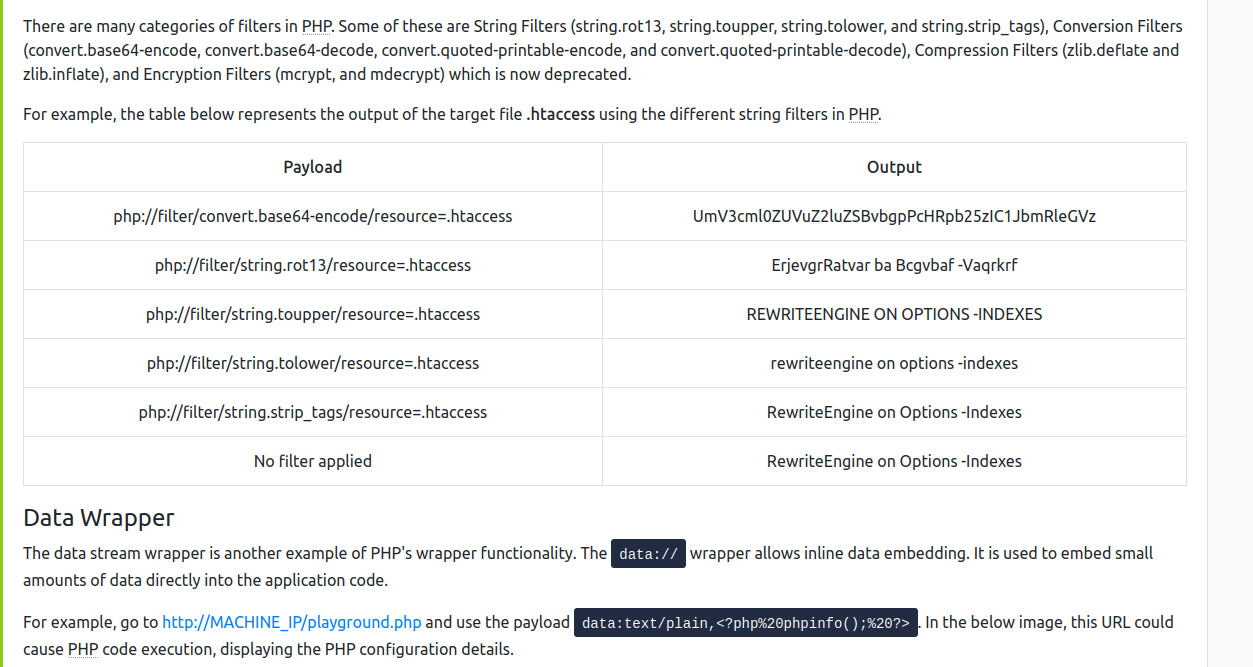 There are many categories of filters in PHP. Some of these are String Filters (string.rot13, string.toupper, string.tolower, and string.strip_tags), Conversion Filters
(convert.base64-encode, convert.base64-decode, convert.quoted-printable-encode, and convert.quoted-printable-decode), Compression Filters (zlib.deflate and
zlib.inflate), and Encryption Filters (mcrypt, and mdecrypt) which is now deprecated.
For example, the table below represents the output of the target file .htaccess using the different string filters in PHP.
Payload Output
php://filter/convert.base64-encode/resource=.htaccess UmV3cml0ZUVuZ2luZSBvbgpPcHRpb25zIC1JbmRleGVz
php://filter/string.rot13/resource=.htaccess ErjevgrRatvar ba Bcgvbaf -Vaqrkrf
php://filter/string.toupper/resource=.htaccess REWRITEENGINE ON OPTIONS -INDEXES
php://filter/string.tolower/resource=.htaccess rewriteengine on options -indexes
php://filter/string.strip_tags/resource=.htaccess RewriteEngine on Options -Indexes
No filter applied RewriteEngine on Options -Indexes
Data Wrapper
The data stream wrapper is another example of PHP's wrapper functionality. The data:// wrapper allows inline data embedding. It is used to embed small
amounts of data directly into the application code.
For example, go to http://MACHINE_IP/playground.php and use the payload data:text/plain,<?php%20phpinfo();%20?> . In the below image, this URL could
cause PHP code execution, displaying the PHP configuration details.